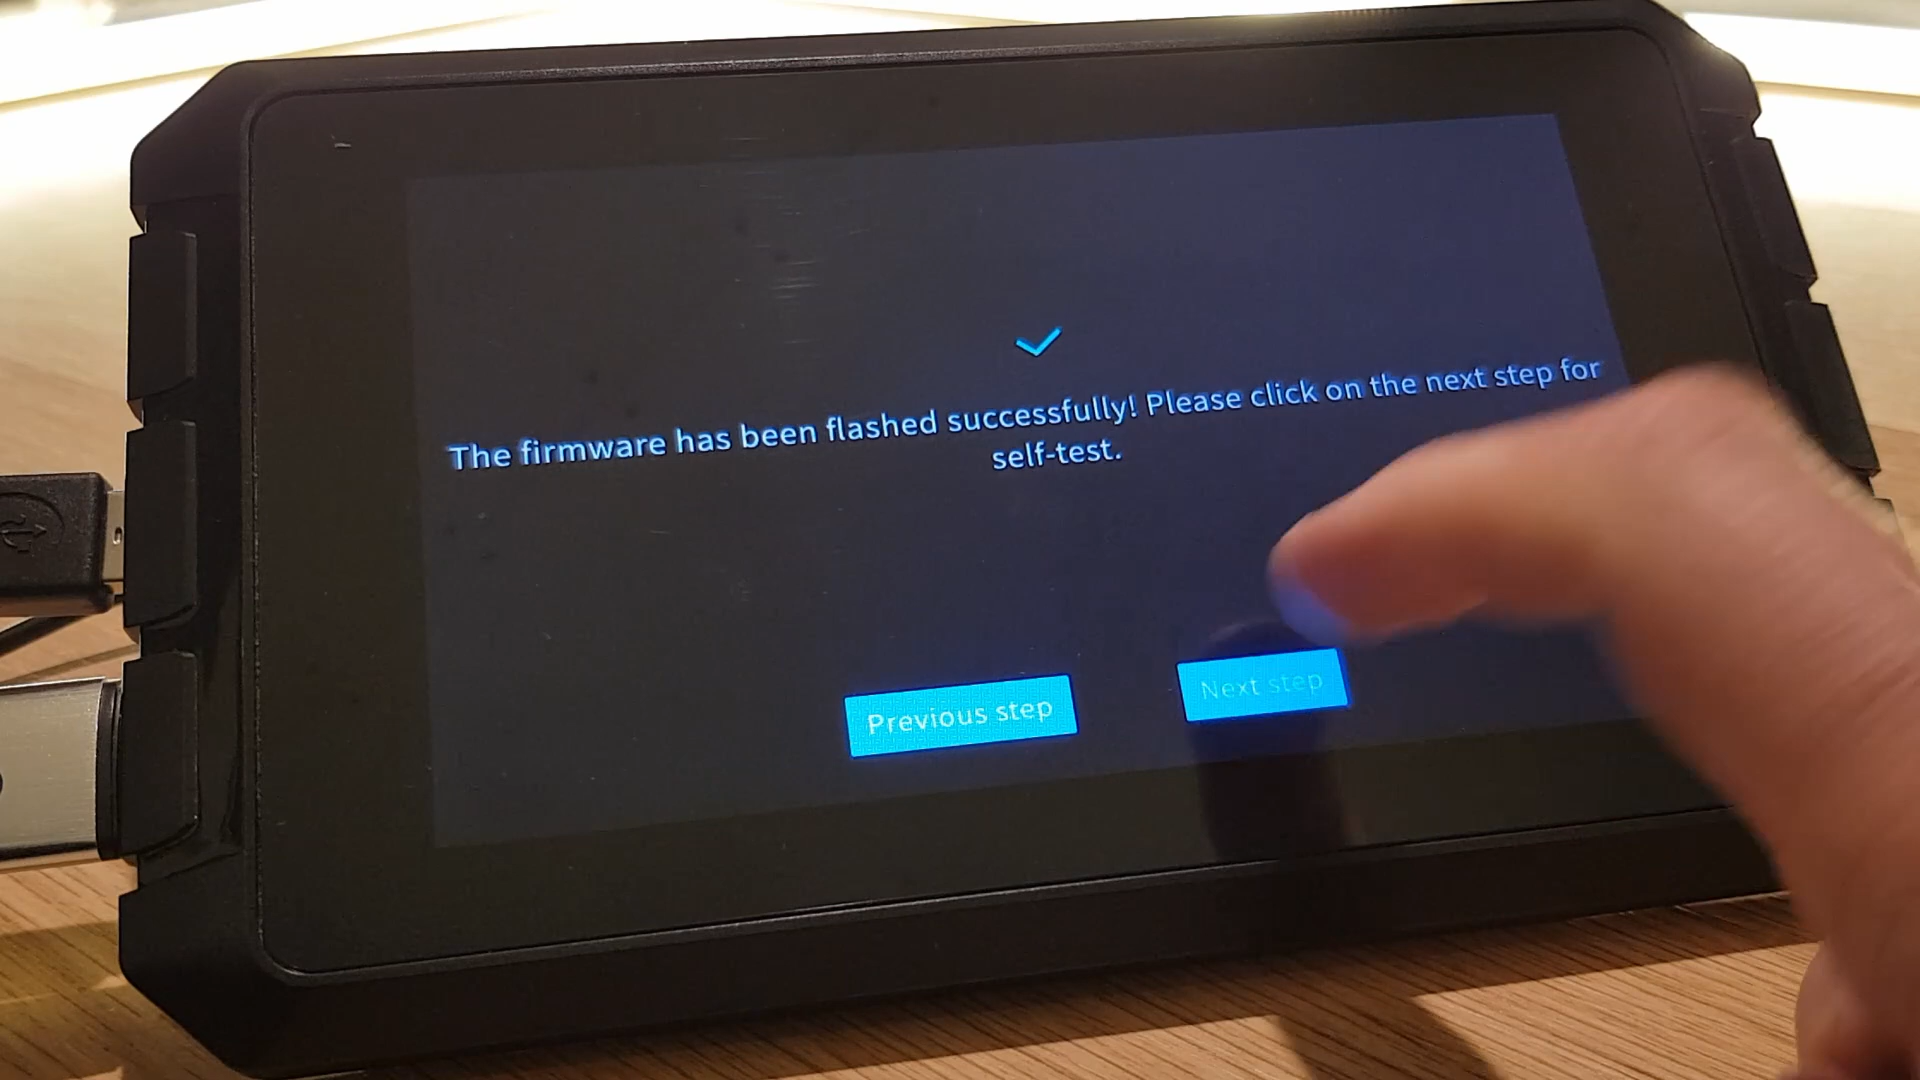 The firmware has been flashed successfully! Please click on the next step for
self-test.
Previous step
Next step